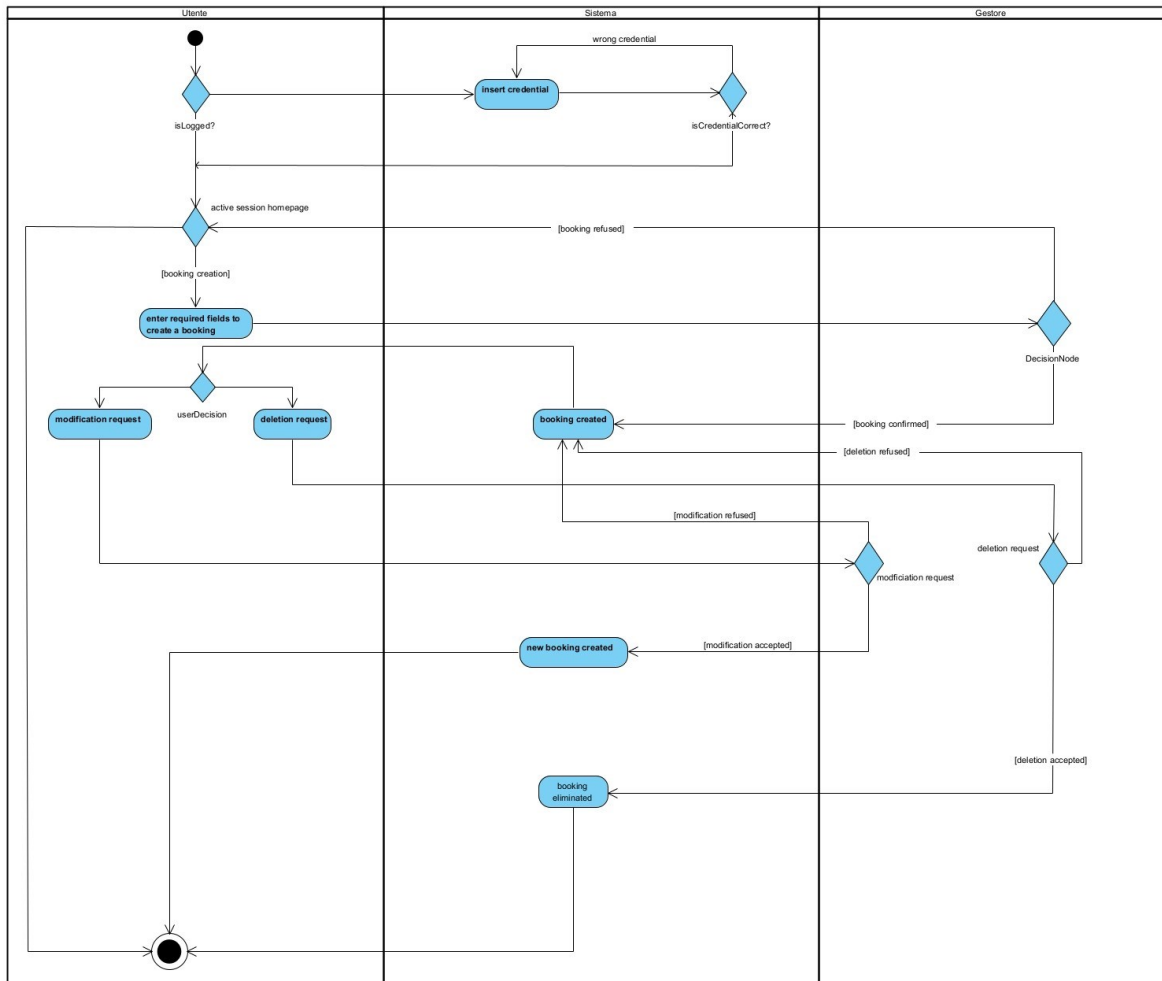 Utente
Sistema
Gestore
wrong credential
insert credential
isLogged?
isCredentialCorrect?
active session homepage
[booking refused]
[booking creation]
enter required fields to
create a booking
DecisionNode
userDecision
modification request
deletion request
booking created
[booking confirmed]
[deletion refused]
[modification refused]
deletion request
modficiation request
new booking created
[modification accepted]
[deletion accepted]
booking
eliminated